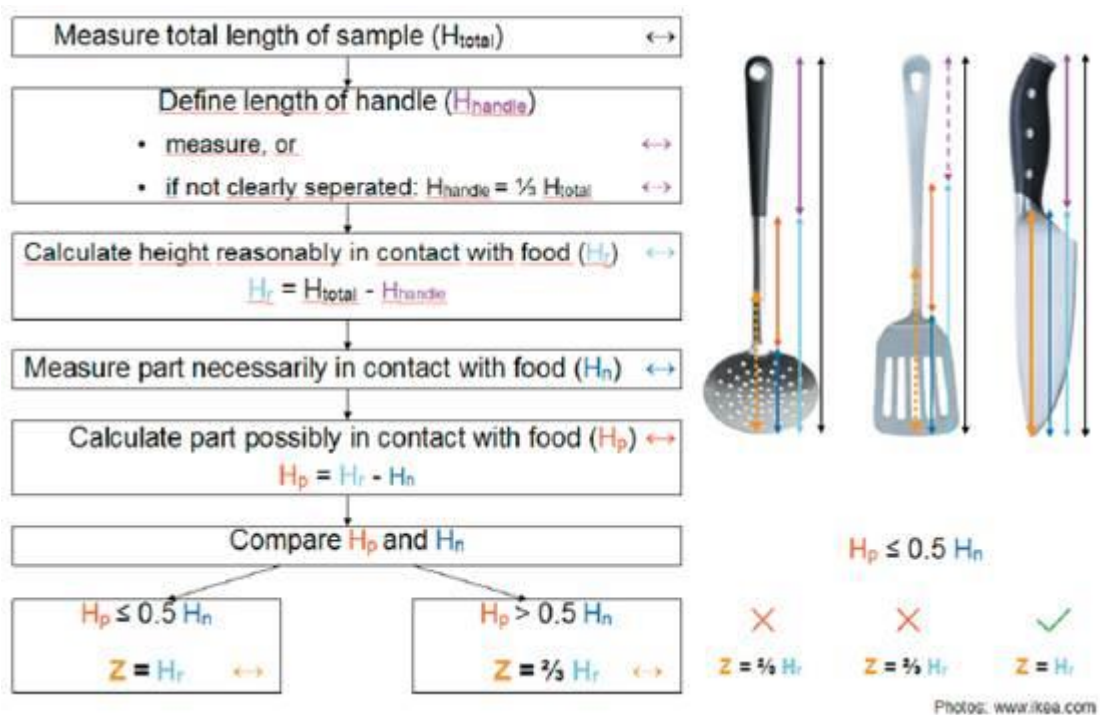 Measure total length of sample (Htotal) ↔
Define length of handle (Hhandle)
• measure, or ↔
• if not clearly seperated: Hhandle = ⅓ Htotal ↔
Calculate height reasonably in contact with food (Hr) ↔
Hr = Htotal - Hhandle
Measure part necessarily in contact with food (Hn) ↔
Calculate part possibly in contact with food (Hp) ↔
Hp = Hr - Hn
Compare Hp and Hn
Hp ≤ 0.5 Hn
Z = Hr ↔
Hp > 0.5 Hn
Z = ⅔ Hr ↔
Hp ≤ 0.5 Hn
Z = ⅔ Hr
Z = ⅔ Hr
Z = Hr
Photos: www.ikea.com